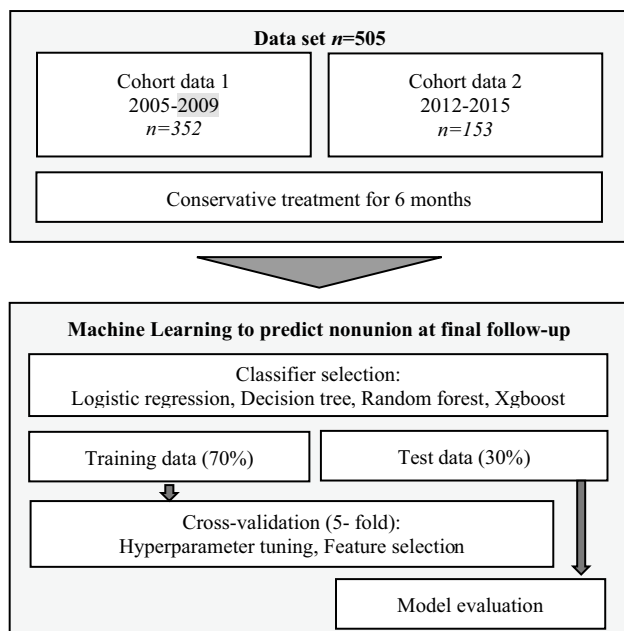 Data set n=505
Cohort data 1
2005-2009
n=352
Cohort data 2
2012-2015
n=153
Conservative treatment for 6 months
Machine Learning to predict nonunion at final follow-up
Classifier selection:
Logistic regression, Decision tree, Random forest, Xgboost
Training data (70%)
Test data (30%)
Cross-validation (5- fold):
Hyperparameter tuning, Feature selection
Model evaluation